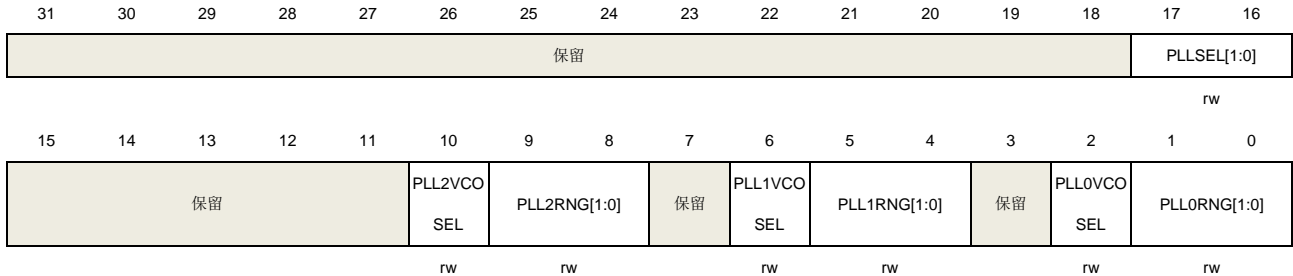 31 30 29 28 27 26 25 24 23 22 21 20 19 18 17 16
保留 PLLSEL[1:0]
rw
15 14 13 12 11 10 9 8 7 6 5 4 3 2 1 0
保留 PLL2VCO SEL PLL2RNG[1:0] 保留 PLL1VCO SEL PLL1RNG[1:0] 保留 PLL0VCO SEL PLL0RNG[1:0]
rw rw rw rw rw rw